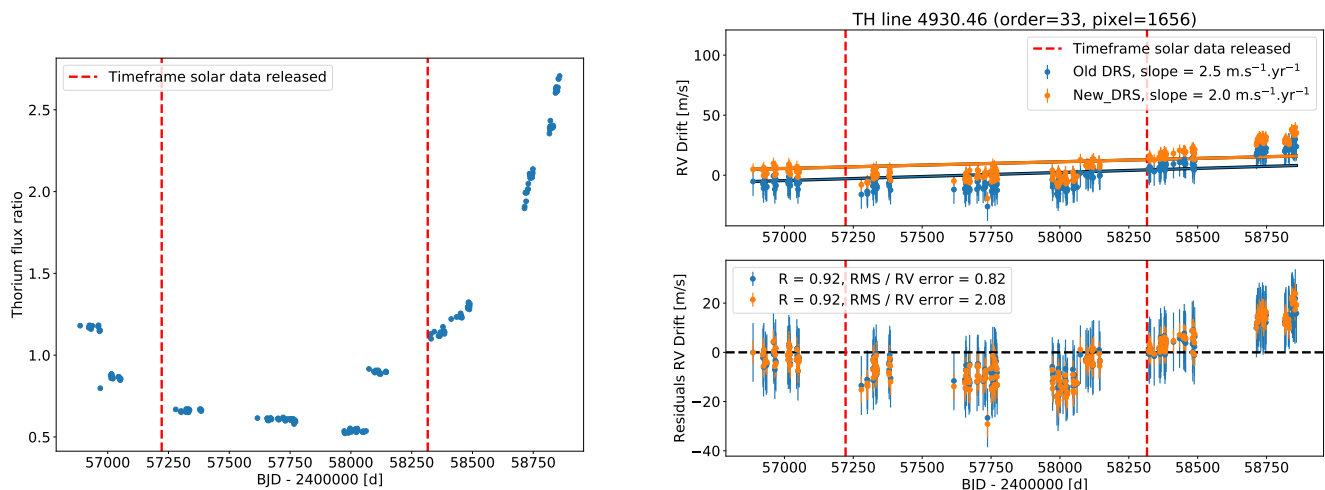 Timeframe solar data released
Thorium flux ratio
2.5
2.0
1.5
1.0
0.5
57000 57250 57500 57750 58000 58250 58500 58750
BJD - 2400000 [d]
TH line 4930.46 (order=33, pixel=1656)
Timeframe solar data released
Old DRS, slope = 2.5 m.s⁻¹.yr⁻¹
New_DRS, slope = 2.0 m.s⁻¹.yr⁻¹
RV Drift [m/s]
100
50
0
57000 57250 57500 57750 58000 58250 58500 58750
R = 0.92, RMS / RV error = 0.82
R = 0.92, RMS / RV error = 2.08
Residuals RV Drift [m/s]
20
0
−20
−40
57000 57250 57500 57750 58000 58250 58500 58750
BJD - 2400000 [d]